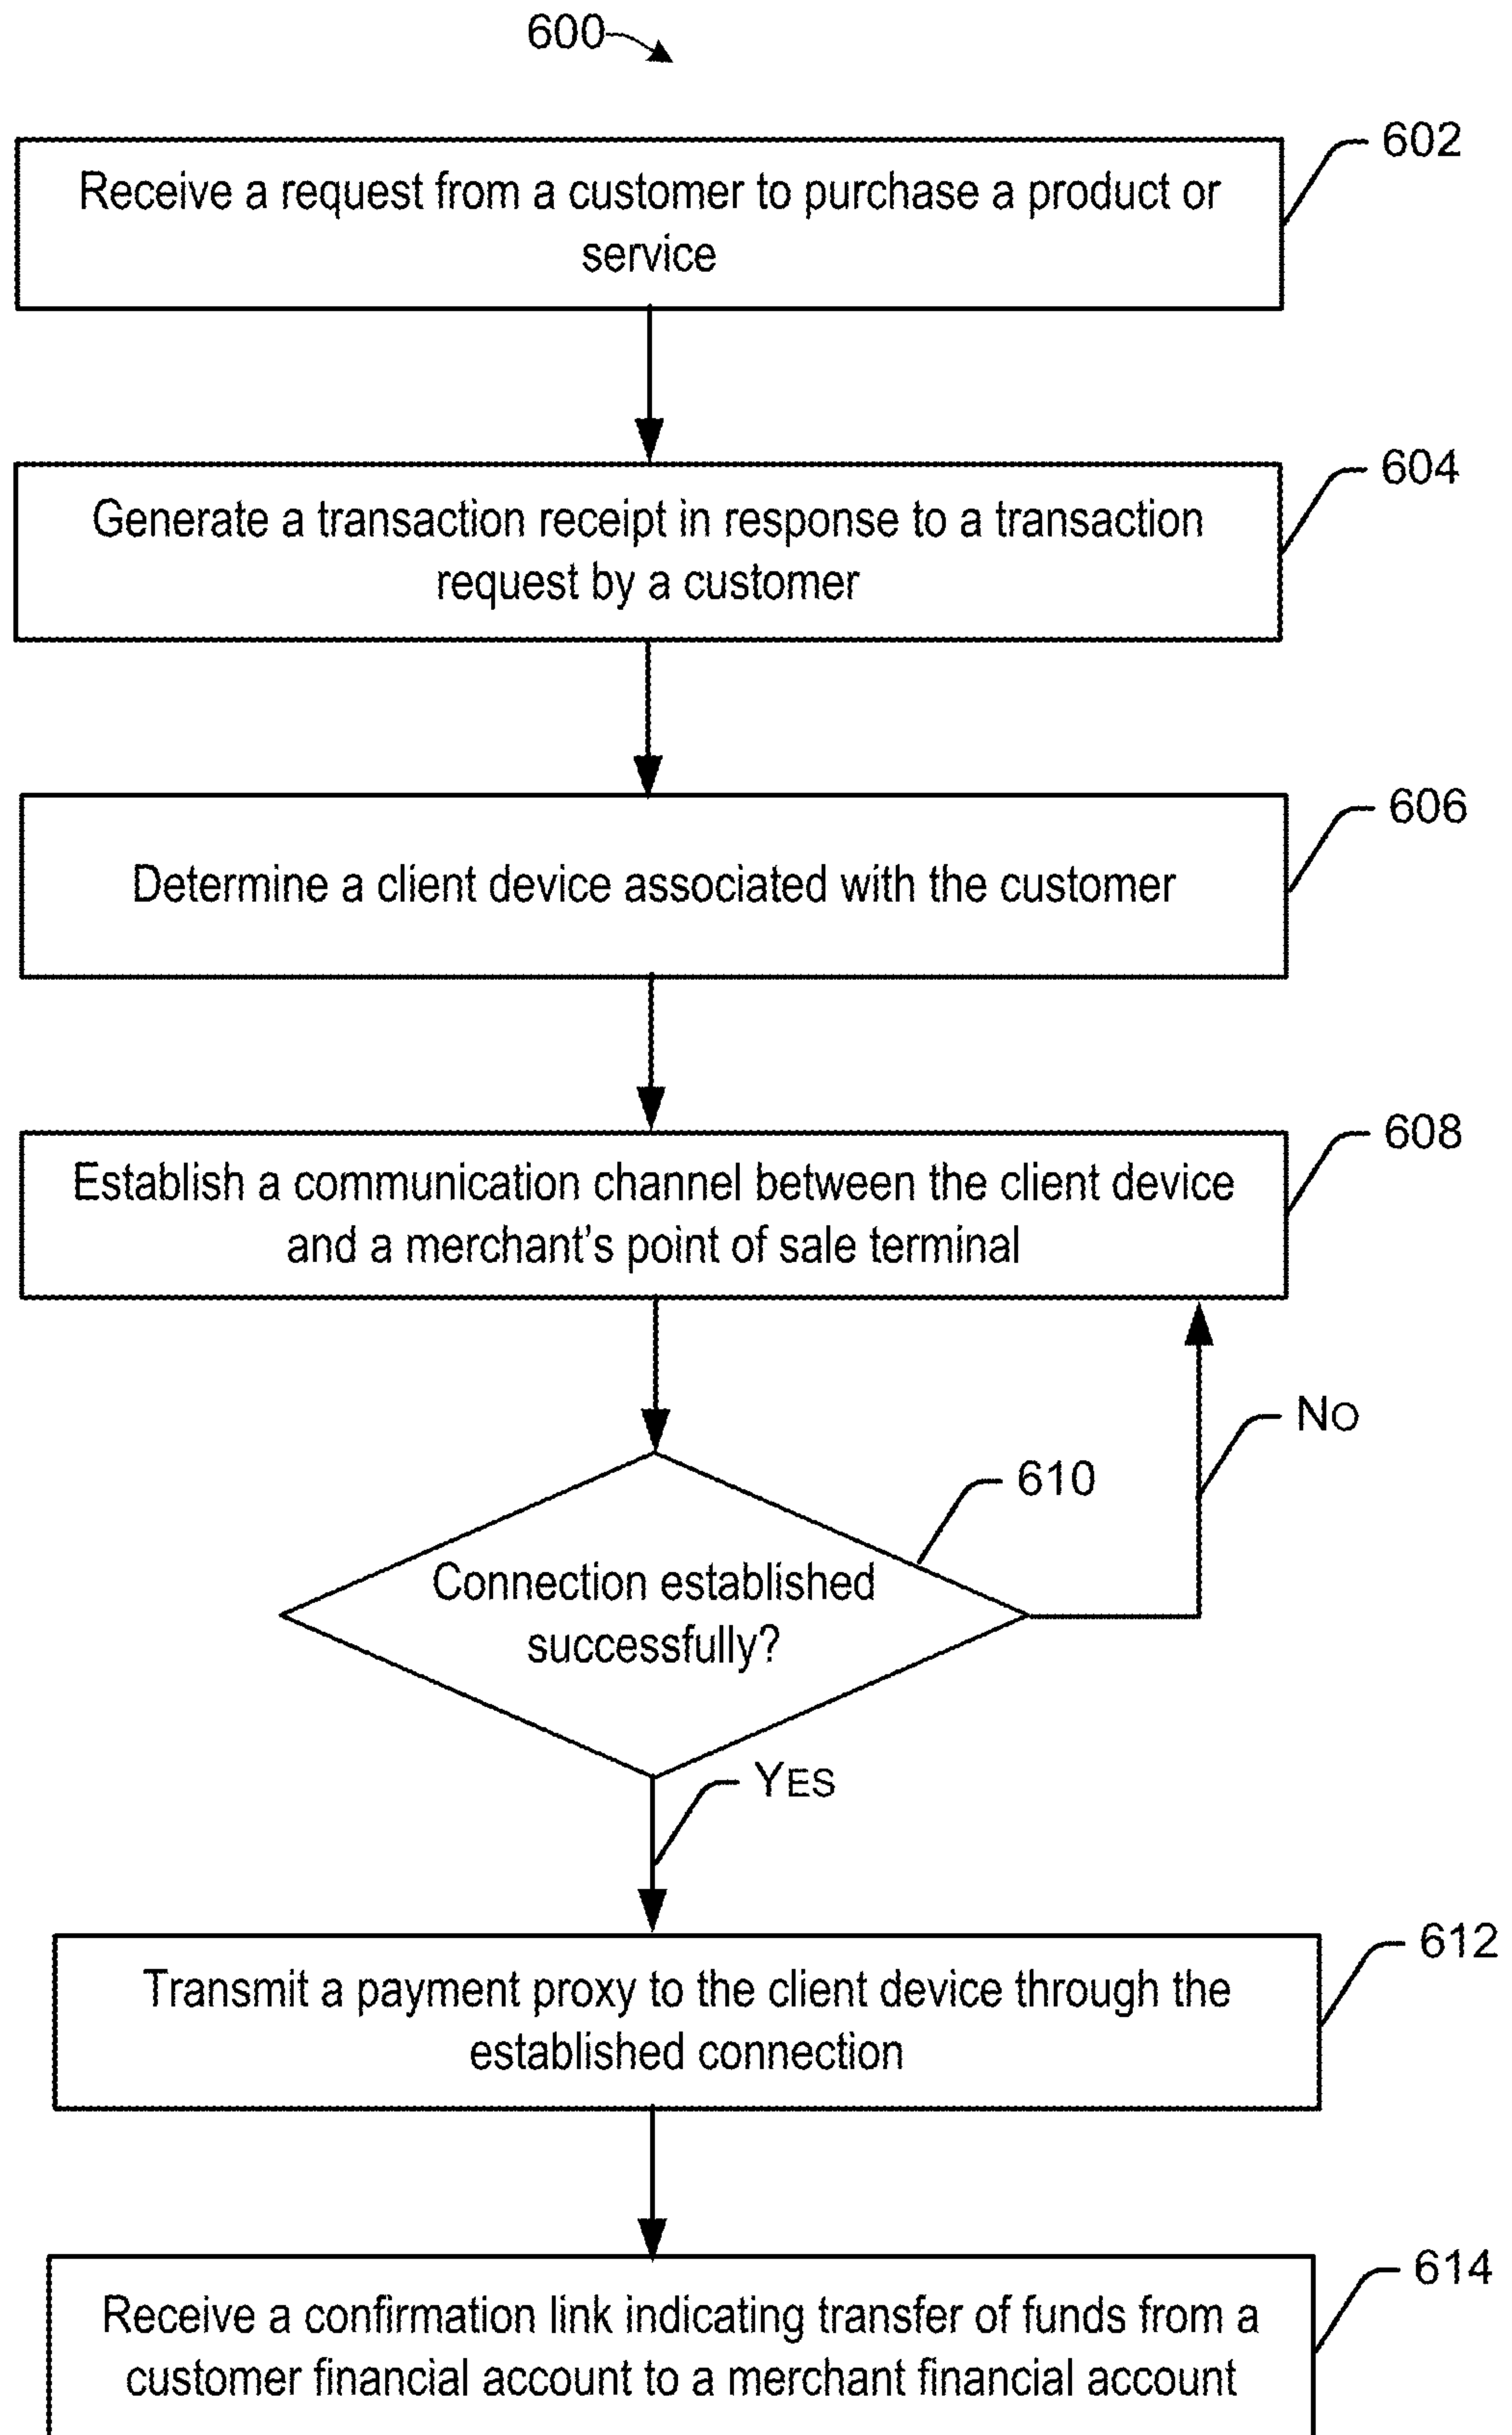 600
602
Receive a request from a customer to purchase a product or
service
604
Generate a transaction receipt in response to a transaction
request by a customer
606
Determine a client device associated with the customer
608
Establish a communication channel between the client device
and a merchant's point of sale terminal
No
610
Connection established
successfully?
YES
612
Transmit a payment proxy to the client device through the
established connection
614
Receive a confirmation link indicating transfer of funds from a
customer financial account to a merchant financial account